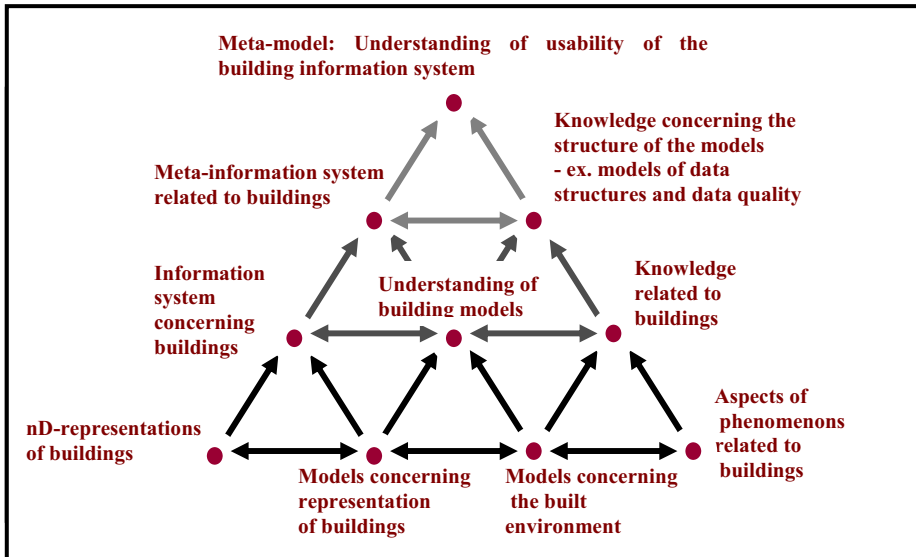 Meta-model: Understanding of usability of the
building information system
Knowledge concerning the
structure of the models
- ex. models of data
structures and data quality
Meta-information system
related to buildings
Information
system
concerning
buildings
Understanding of
building models
Knowledge
related to
buildings
nD-representations
of buildings
Models concerning
representation
of buildings
Models concerning
the built
environment
Aspects of
phenomenons
related to
buildings